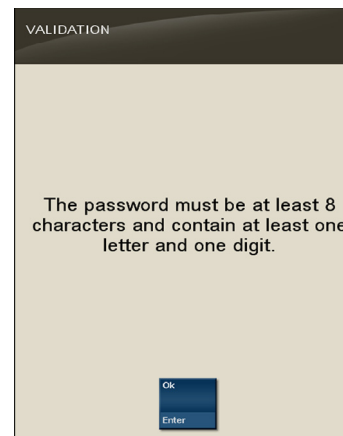 VALIDATION
The password must be at least 8
characters and contain at least one
letter and one digit.
Ok
Enter